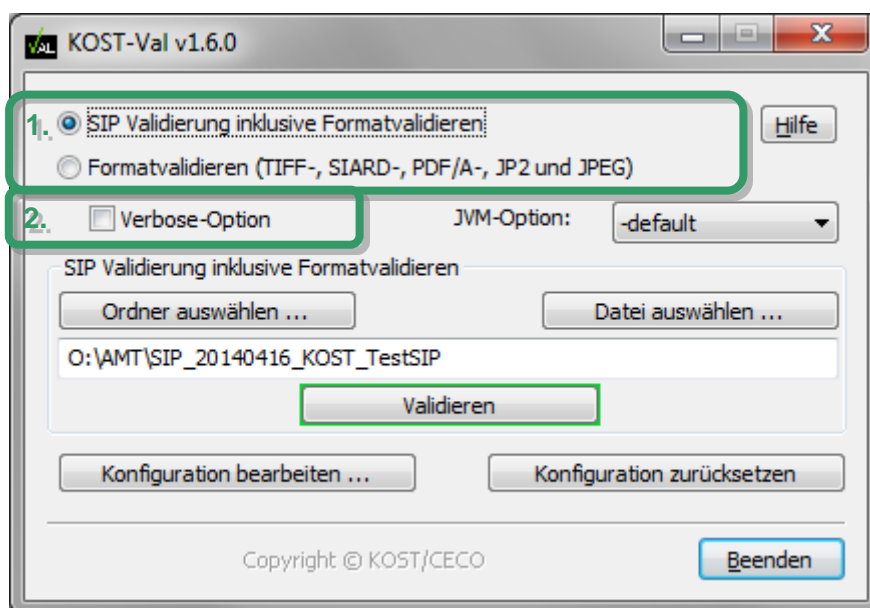 VAL KOST-Val v1.6.0
1. SIP Validierung inklusive Formatvalidieren
Hilfe
Formatvalidieren (TIFF-, SIARD-, PDF/A-, JP2 und JPEG)
2. Verbose-Option
JVM-Option:
-default
SIP Validierung inklusive Formatvalidieren
Ordner auswählen ...
Datei auswählen ...
O:\AMT\SIP_20140416_KOST_TestSIP
Validieren
Konfiguration bearbeiten ...
Konfiguration zurücksetzen
Copyright © KOST/CECO
Beenden